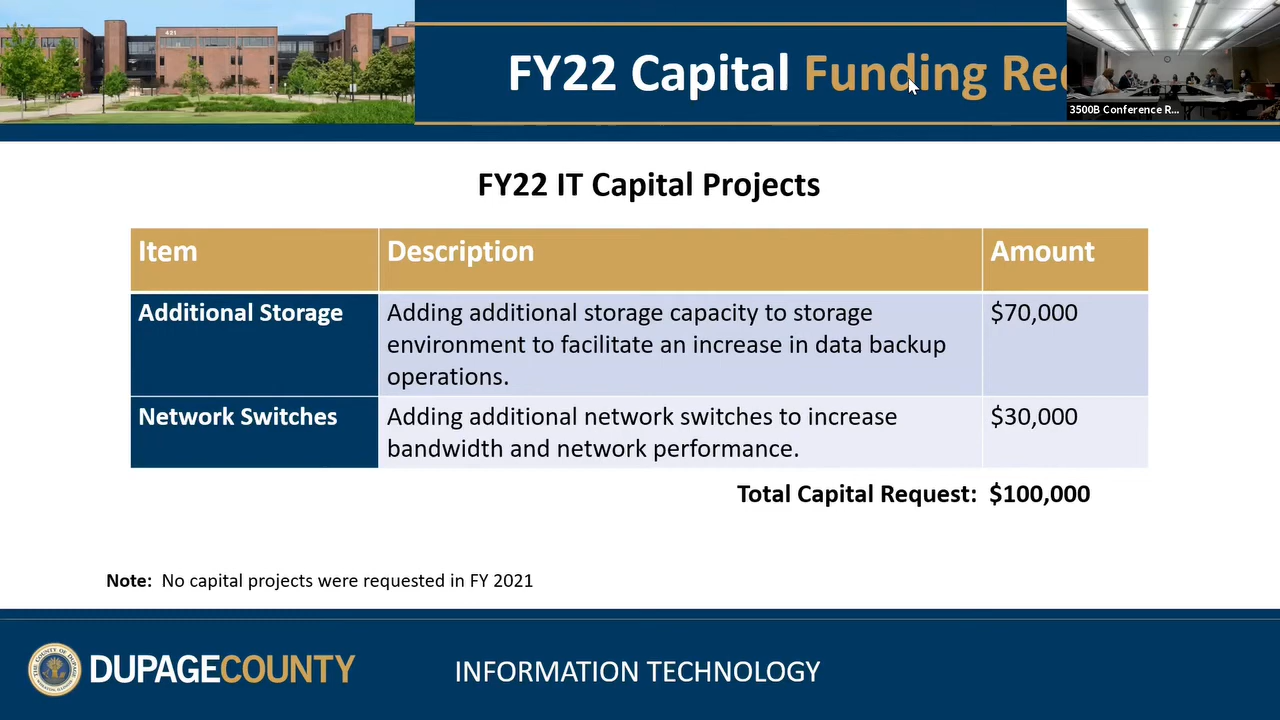 421
FY22 Capital Funding Req
3500B Conference R...
FY22 IT Capital Projects
Item Description Amount
Additional Storage Adding additional storage capacity to storage $70,000
environment to facilitate an increase in data backup
operations.
Network Switches Adding additional network switches to increase $30,000
bandwidth and network performance.
Total Capital Request: $100,000
Note: No capital projects were requested in FY 2021
DUPAGECOUNTY
INFORMATION TECHNOLOGY